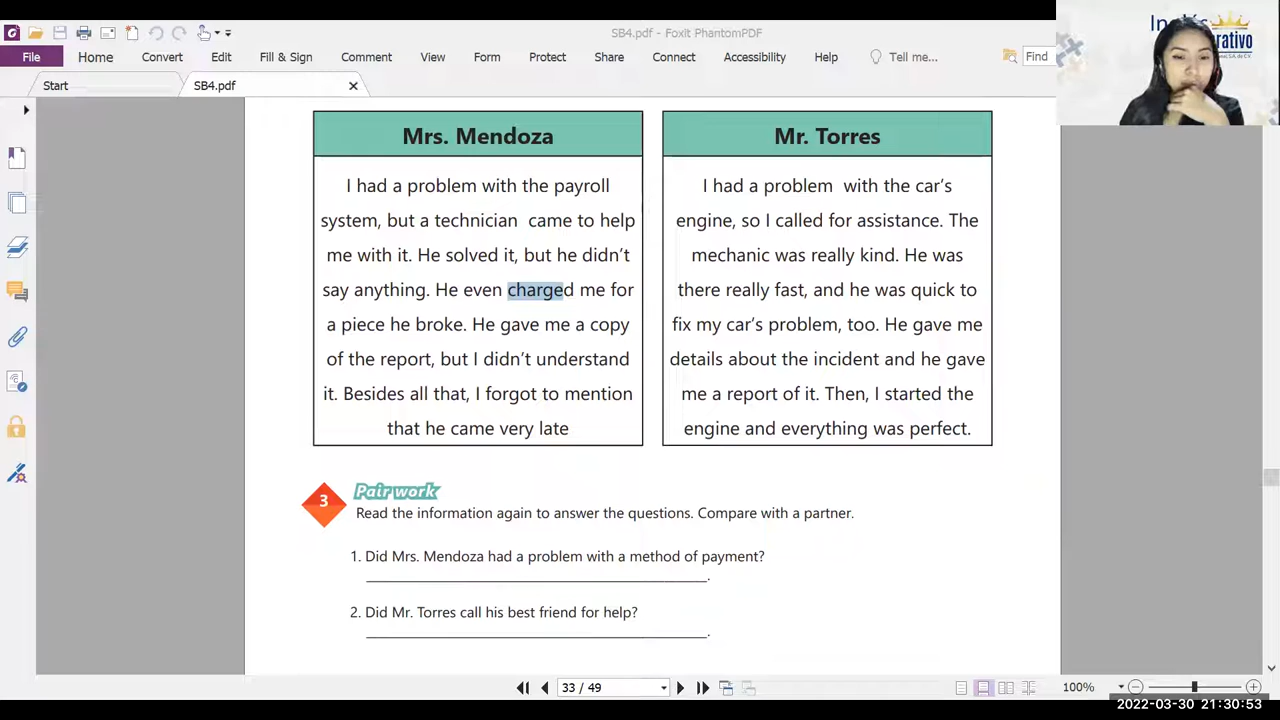 SB4.pdf - Foxit PhantomPDF
File Home Convert Edit Fill & Sign Comment View Form Protect Share Connect Accessibility Help Tell me... Find
Start SB4.pdf
Mrs. Mendoza
I had a problem with the payroll
system, but a technician came to help
me with it. He solved it, but he didn't
say anything. He even charged me for
a piece he broke. He gave me a copy
of the report, but I didn't understand
it. Besides all that, I forgot to mention
that he came very late
Mr. Torres
I had a problem with the car's
engine, so I called for assistance. The
mechanic was really kind. He was
there really fast, and he was quick to
fix my car's problem, too. He gave me
details about the incident and he gave
me a report of it. Then, I started the
engine and everything was perfect.
3
Pair work
Read the information again to answer the questions. Compare with a partner.
1. Did Mrs. Mendoza had a problem with a method of payment?
2. Did Mr. Torres call his best friend for help?
33 / 49
100%
2022-03-30 21:30:53